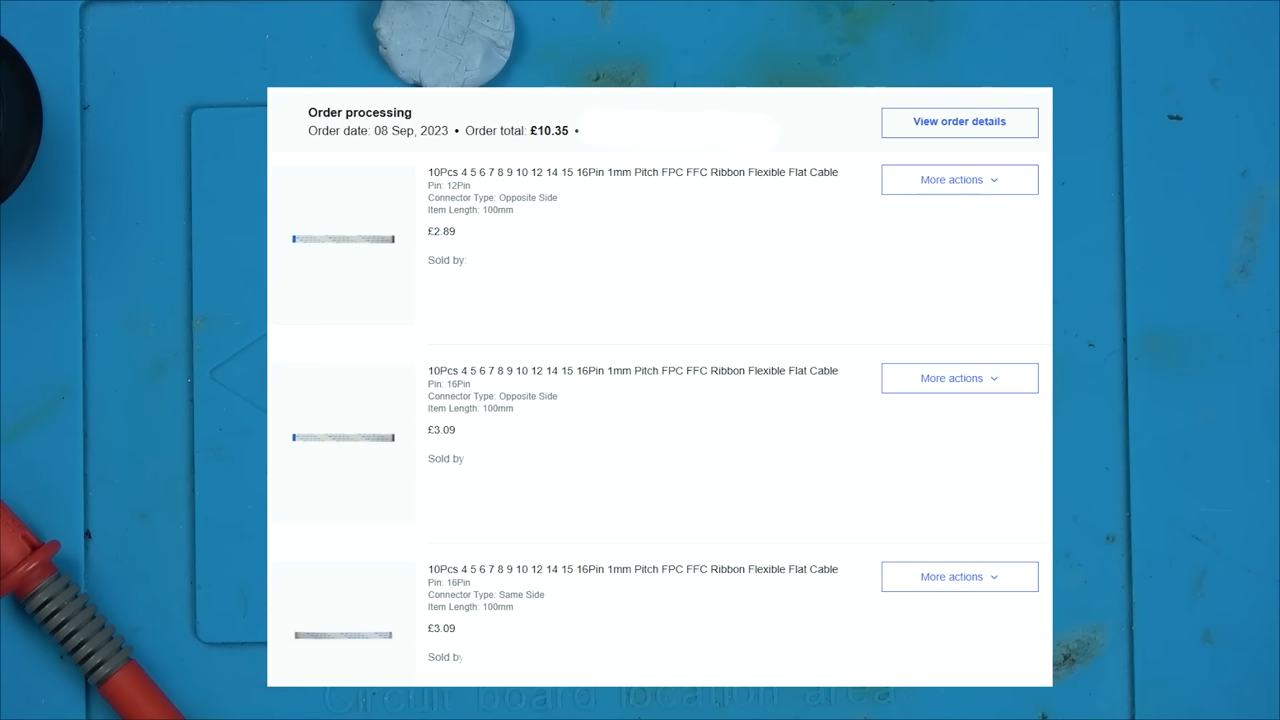 Order processing
Order date: 08 Sep, 2023 • Order total: £10.35 •
View order details
10Pcs 4 5 6 7 8 9 10 12 14 15 16Pin 1mm Pitch FPC FFC Ribbon Flexible Flat Cable
Pin: 12Pin
Connector Type: Opposite Side
Item Length: 100mm
£2.89
Sold by:
More actions
10Pcs 4 5 6 7 8 9 10 12 14 15 16Pin 1mm Pitch FPC FFC Ribbon Flexible Flat Cable
Pin: 16Pin
Connector Type: Opposite Side
Item Length: 100mm
£3.09
Sold by
More actions
10Pcs 4 5 6 7 8 9 10 12 14 15 16Pin 1mm Pitch FPC FFC Ribbon Flexible Flat Cable
Pin: 16Pin
Connector Type: Same Side
Item Length: 100mm
£3.09
Sold by
More actions
Circuit board location area